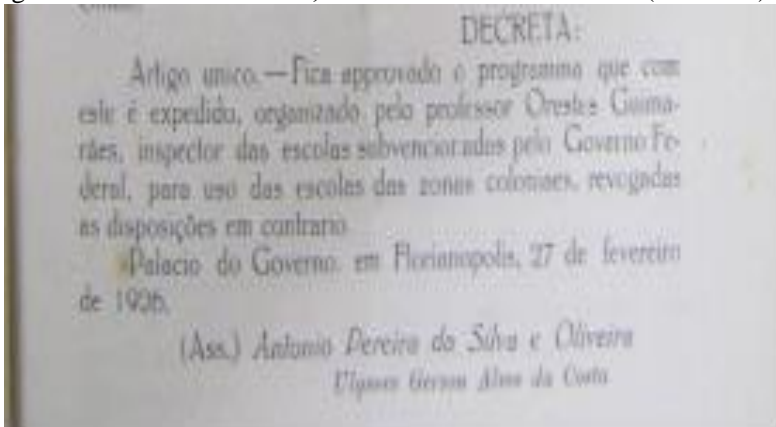 DECRETA:
Artigo unico.—Fica approvado o programma que com
este é expedido, organizado pelo professor Orestes Guima-
rães, inspector das escolas subvencionadas pelo Governo Fe-
deral, para uso das escolas das zonas coloniaes, revogadas
as disposições em contrario.
Palacio do Governo, em Florianopolis, 27 de fevereiro
de 1926.
(Ass.) Antonio Pereira da Silva e Oliveira
Ulysses Gerson Alves da Costa